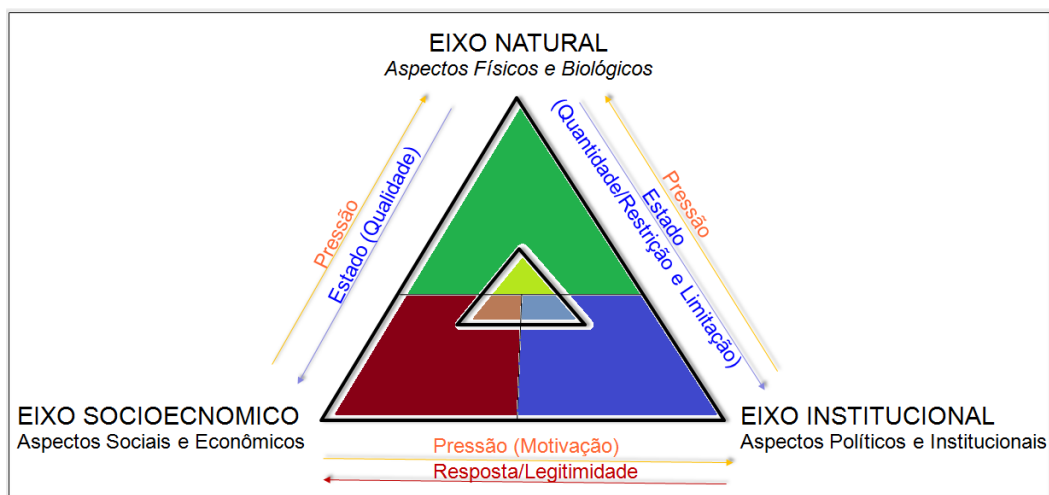 EIXO NATURAL
Aspectos Físicos e Biológicos
Pressão
Estado (Qualidade)
(Quantidade/Restrição e Limitação)
Estado
Pressão
EIXO SOCIOECNOMICO
Aspectos Sociais e Econômicos
EIXO INSTITUCIONAL
Aspectos Políticos e Institucionais
Pressão (Motivação)
Resposta/Legitimidade